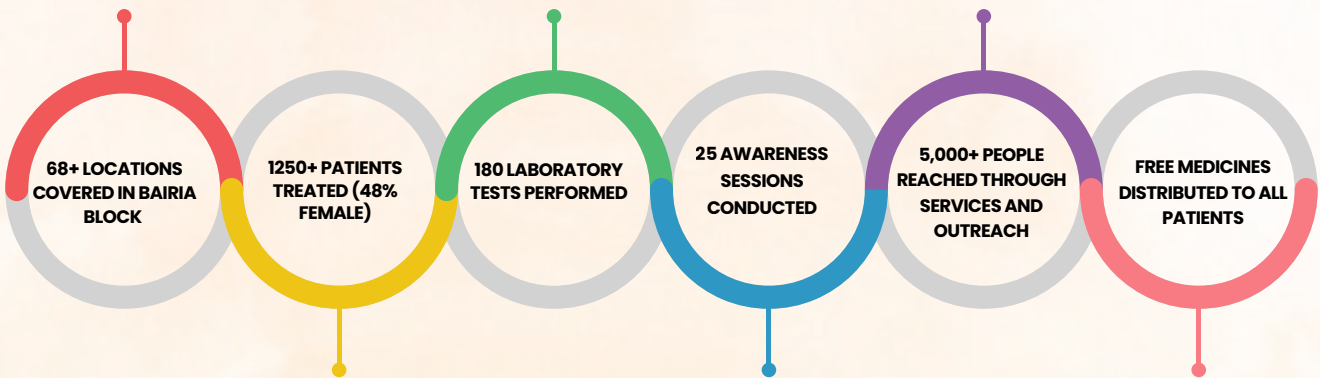 68+ LOCATIONS
COVERED IN BAIRIA
BLOCK
1250+ PATIENTS
TREATED (48%
FEMALE)
180 LABORATORY
TESTS PERFORMED
25 AWARENESS
SESSIONS
CONDUCTED
5,000+ PEOPLE
REACHED THROUGH
SERVICES AND
OUTREACH
FREE MEDICINES
DISTRIBUTED TO ALL
PATIENTS